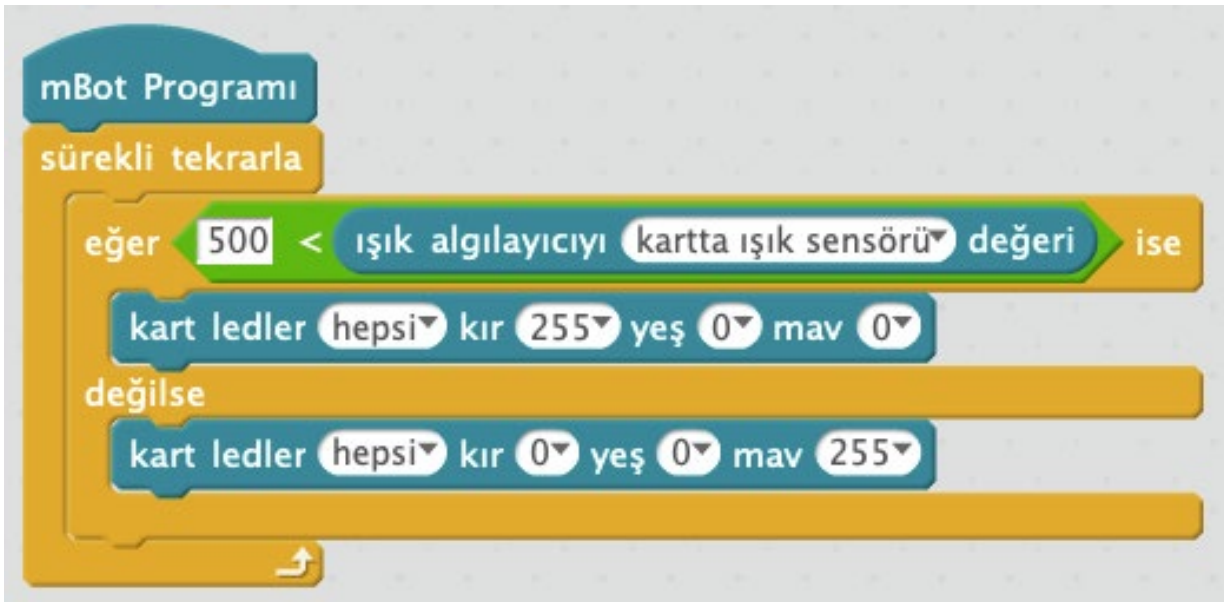 mBot Programı
sürekli tekrarla
eğer 500 < ışık algılayıcıyı kartta ışık sensörü değeri ise
kart ledler hepsi kır 255 yeş 0 mav 0
değilse
kart ledler hepsi kır 0 yeş 0 mav 255